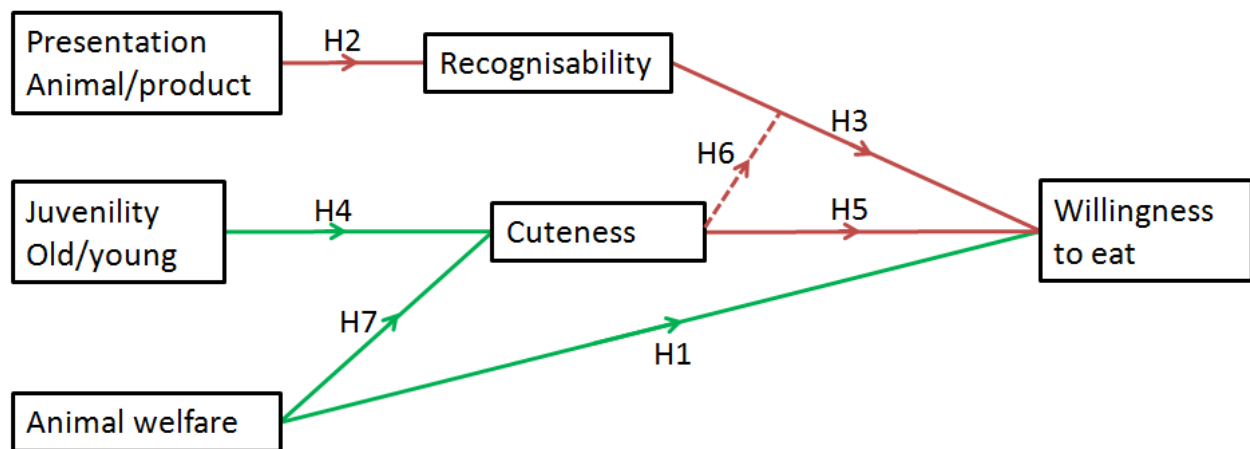 Presentation
Animal/product
H2
Recognisability
H3
H6
Juvenility
Old/young
H4
Cuteness
H5
Willingness
to eat
H7
H1
Animal welfare